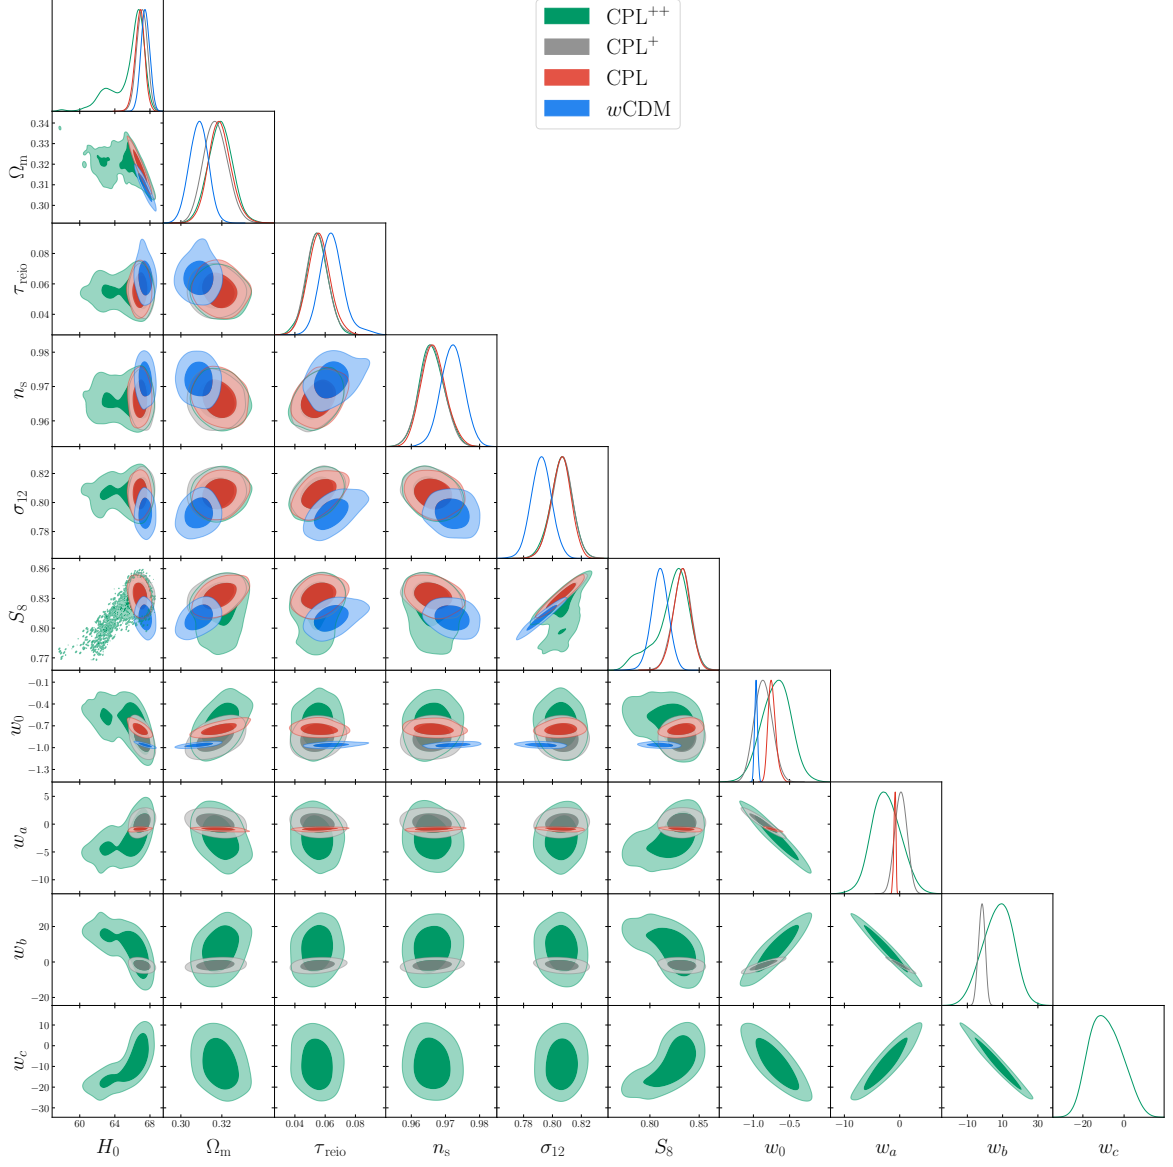 CPL++
CPL+
CPL
wCDM
Ωm
0.34
0.33
0.32
0.31
0.30
τreio
0.08
0.06
0.04
ns
0.98
0.97
0.96
σ12
0.82
0.80
0.78
S8
0.86
0.83
0.80
0.77
w0
−0.1
−0.4
−0.7
−1.0
−1.3
wa
5
0
−5
−10
wb
20
0
−20
wc
10
0
−10
−20
−30
60 64 68
0.30 0.32
0.04 0.06 0.08
0.96 0.97 0.98
0.78 0.80 0.82
0.80 0.85
−1.0 −0.5
−10 0
−10 10 30
−20 0
H0 Ωm τreio ns σ12 S8 w0 wa wb wc